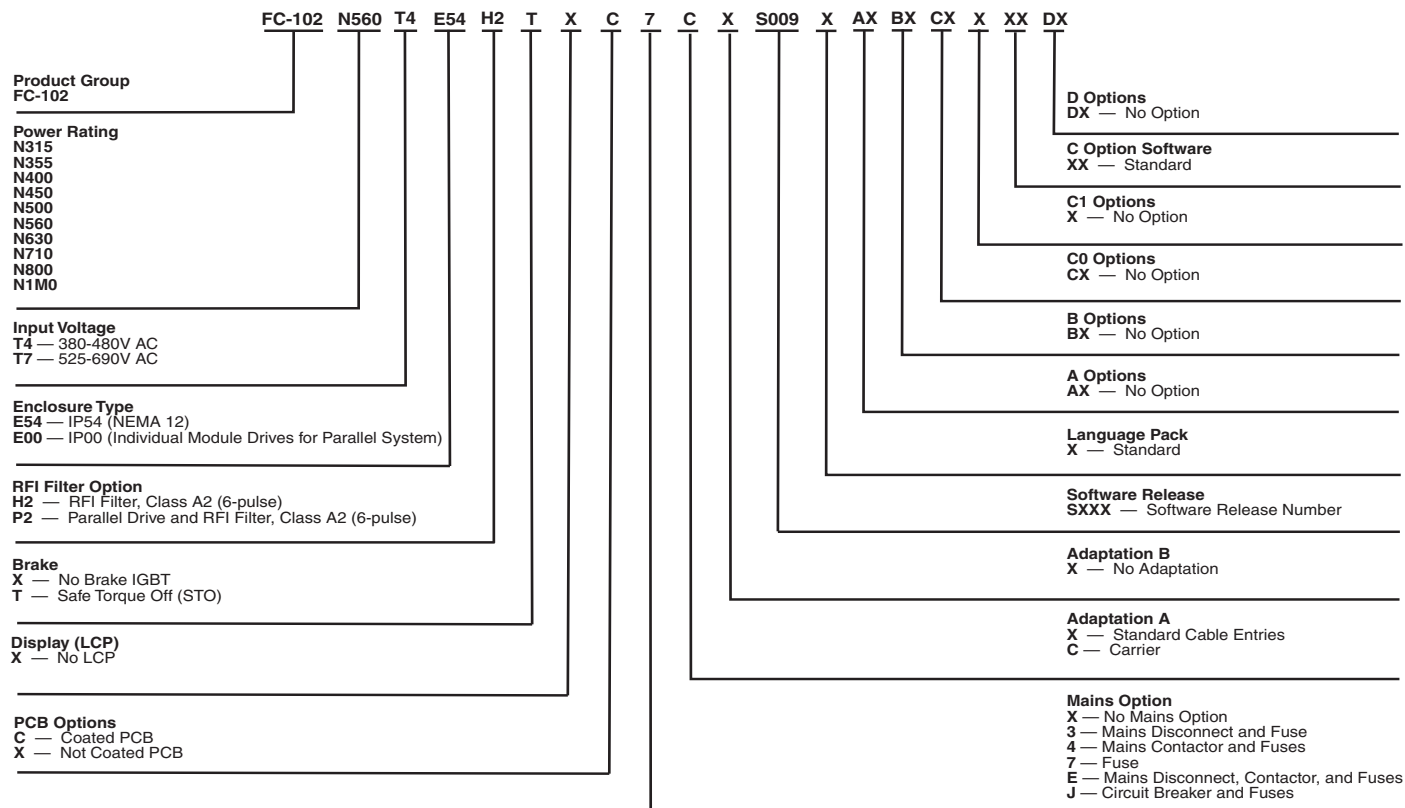 FC-102 N560 T4 E54 H2 T X C 7 C X S009 X AX BX CX X XX DX
Product Group
FC-102
Power Rating
N315
N355
N400
N450
N500
N560
N630
N710
N800
N1M0
Input Voltage
T4 — 380-480V AC
T7 — 525-690V AC
Enclosure Type
E54 — IP54 (NEMA 12)
E00 — IP00 (Individual Module Drives for Parallel System)
RFI Filter Option
H2 — RFI Filter, Class A2 (6-pulse)
P2 — Parallel Drive and RFI Filter, Class A2 (6-pulse)
Brake
X — No Brake IGBT
T — Safe Torque Off (STO)
Display (LCP)
X — No LCP
PCB Options
C — Coated PCB
X — Not Coated PCB
D Options
DX — No Option
C Option Software
XX — Standard
C1 Options
X — No Option
C0 Options
CX — No Option
B Options
BX — No Option
A Options
AX — No Option
Language Pack
X — Standard
Software Release
SXXX — Software Release Number
Adaptation B
X — No Adaptation
Adaptation A
X — Standard Cable Entries
C — Carrier
Mains Option
X — No Mains Option
3 — Mains Disconnect and Fuse
4 — Mains Contactor and Fuses
7 — Fuse
E — Mains Disconnect, Contactor, and Fuses
J — Circuit Breaker and Fuses